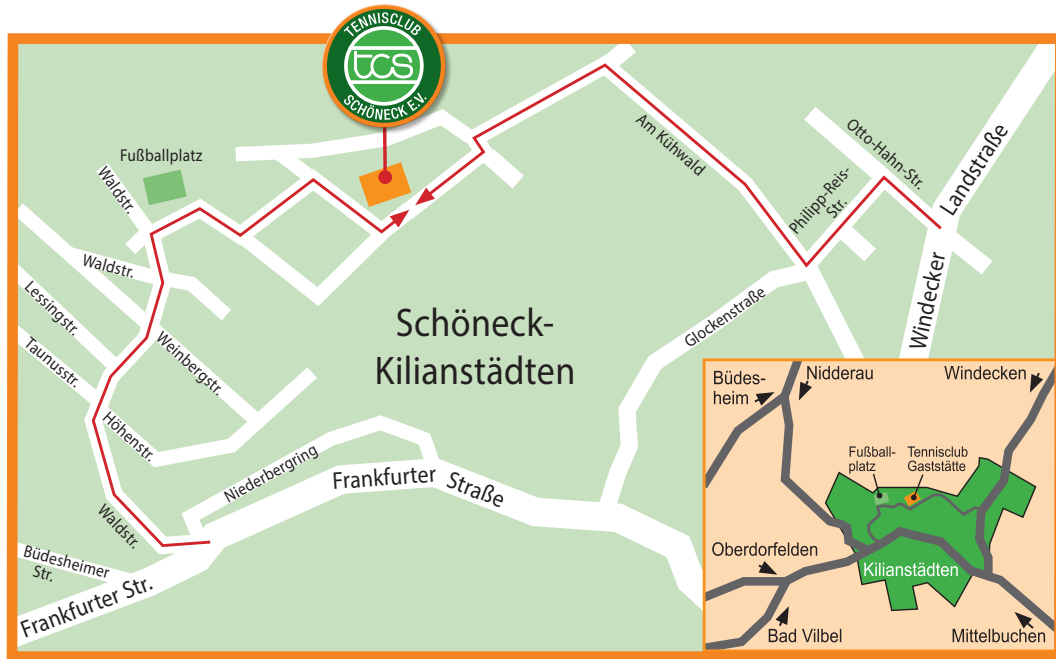 TENNISCLUB
tcs
SCHÖNECK E.V.
Fußballplatz
Waldstr.
Am Kühwald
Otto-Hahn-Str.
Philipp-Reis-
Str.
Landstraße
Windecker
Waldstr.
Lessingstr.
Taunusstr.
Weinbergstr.
Höhenstr.
Glockenstraße
Schöneck-
Kilianstädten
Niederbergring
Frankfurter Straße
Waldstr.
Büdesheimer
Str.
Frankfurter Str.
Büdes-
heim
Nidderau
Windecken
Fußball-
platz
Tennisclub
Gaststätte
Oberdorfelden
Kilianstädten
Bad Vilbel
Mittelbuchen